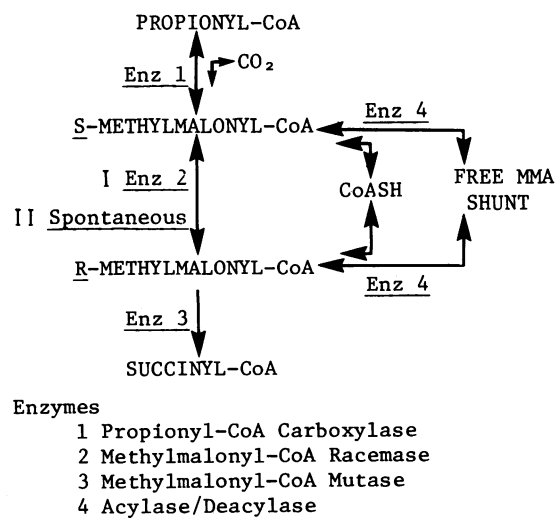 PROPIONYL-CoA
Enz 1
CO₂
S-METHYLMALONYL-CoA
Enz 4
I Enz 2
CoASH
FREE MMA
SHUNT
II Spontaneous
R-METHYLMALONYL-CoA
Enz 4
Enz 3
SUCCINYL-CoA
Enzymes
1 Propionyl-CoA Carboxylase
2 Methylmalonyl-CoA Racemase
3 Methylmalonyl-CoA Mutase
4 Acylase/Deacylase